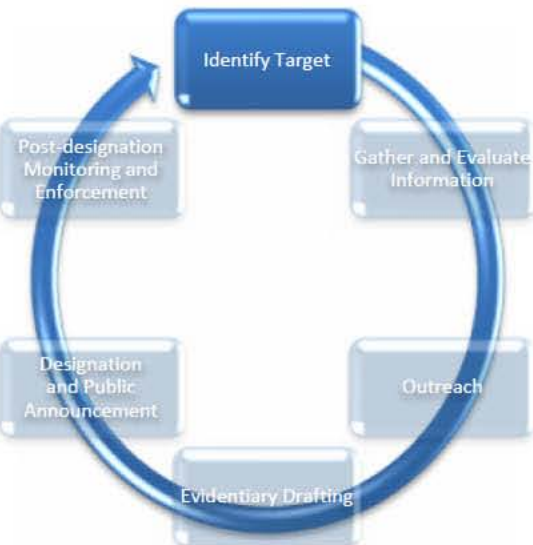 Identify Target
Gather and Evaluate
Information
Outreach
Evidentiary Drafting
Designation
and Public
Announcement
Post-designation
Monitoring and
Enforcement